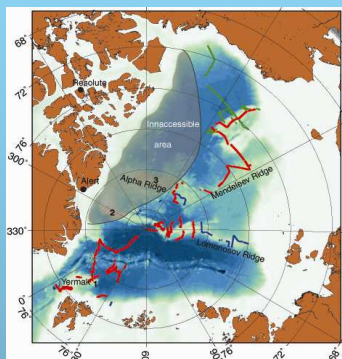 68°
Resolute
72°
Innaccessible
area
76°
300°
Alert
3
Alpha Ridge
Mendeleev Ridge
2
330°
Lomonosov Ridge
Yermak
1
0°